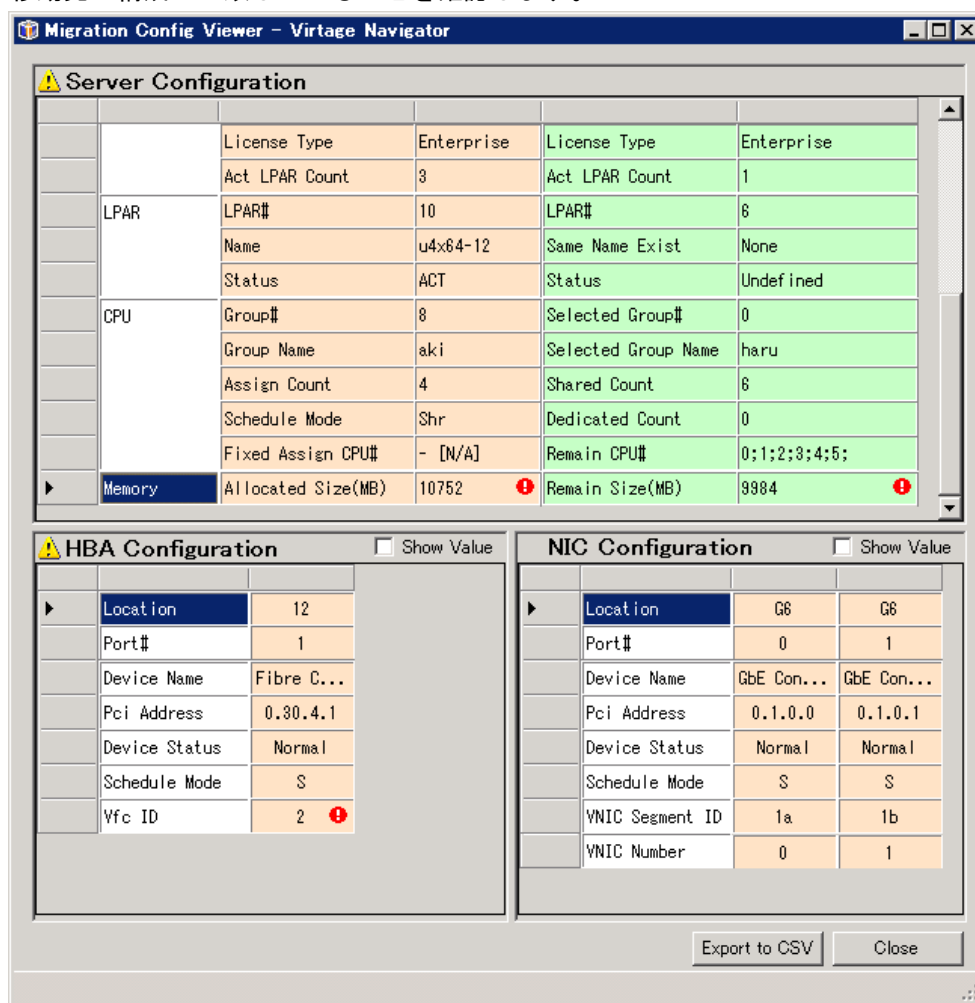 Migration Config Viewer - Virtage Navigator
Server Configuration
License Type Enterprise License Type Enterprise
Act LPAR Count 3 Act LPAR Count 1
LPAR LPAR# 10 LPAR# 6
Name u4x64-12 Same Name Exist None
Status ACT Status Undefined
CPU Group# 8 Selected Group# 0
Group Name aki Selected Group Name haru
Assign Count 4 Shared Count 6
Schedule Mode Shr Dedicated Count 0
Fixed Assign CPU# - [N/A] Remain CPU# 0;1;2;3;4;5;
Memory Allocated Size(MB) 10752 Remain Size(MB) 9984
HBA Configuration Show Value
Location 12
Port# 1
Device Name Fibre C...
Pci Address 0.30.4.1
Device Status Normal
Schedule Mode S
Vfc ID 2
NIC Configuration Show Value
Location G6 G6
Port# 0 1
Device Name GbE Con... GbE Con...
Pci Address 0.1.0.0 0.1.0.1
Device Status Normal Normal
Schedule Mode S S
VNIC Segment ID 1a 1b
VNIC Number 0 1
Export to CSV Close